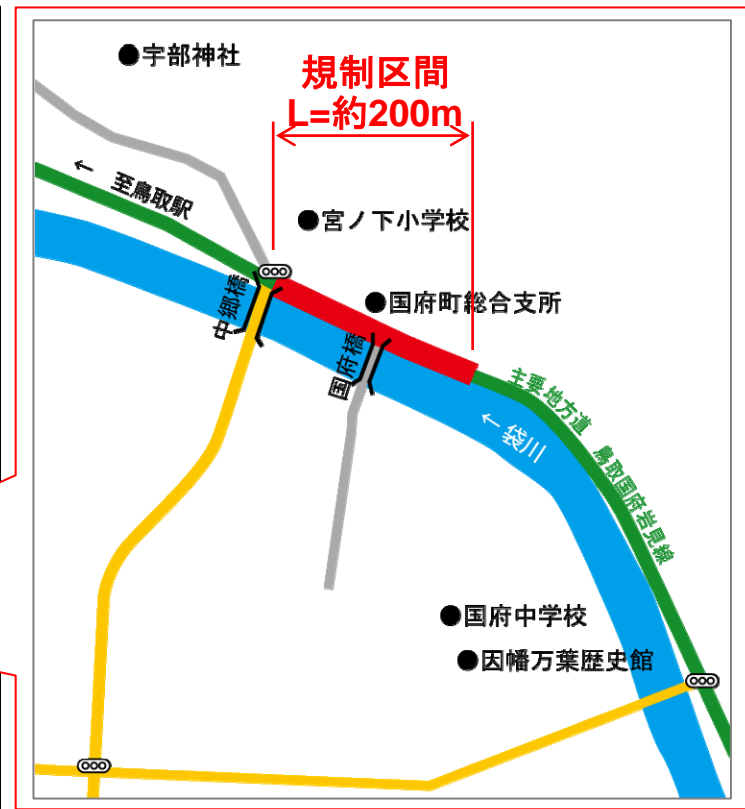 ●宇部神社
規制区間
L=約200m
← 至鳥取駅
●宮ノ下小学校
●国府町総合支所
中郷橋
国府橋
主要地方道 鳥取国府岩見線
← 袋川
●国府中学校
●因幡万葉歴史館